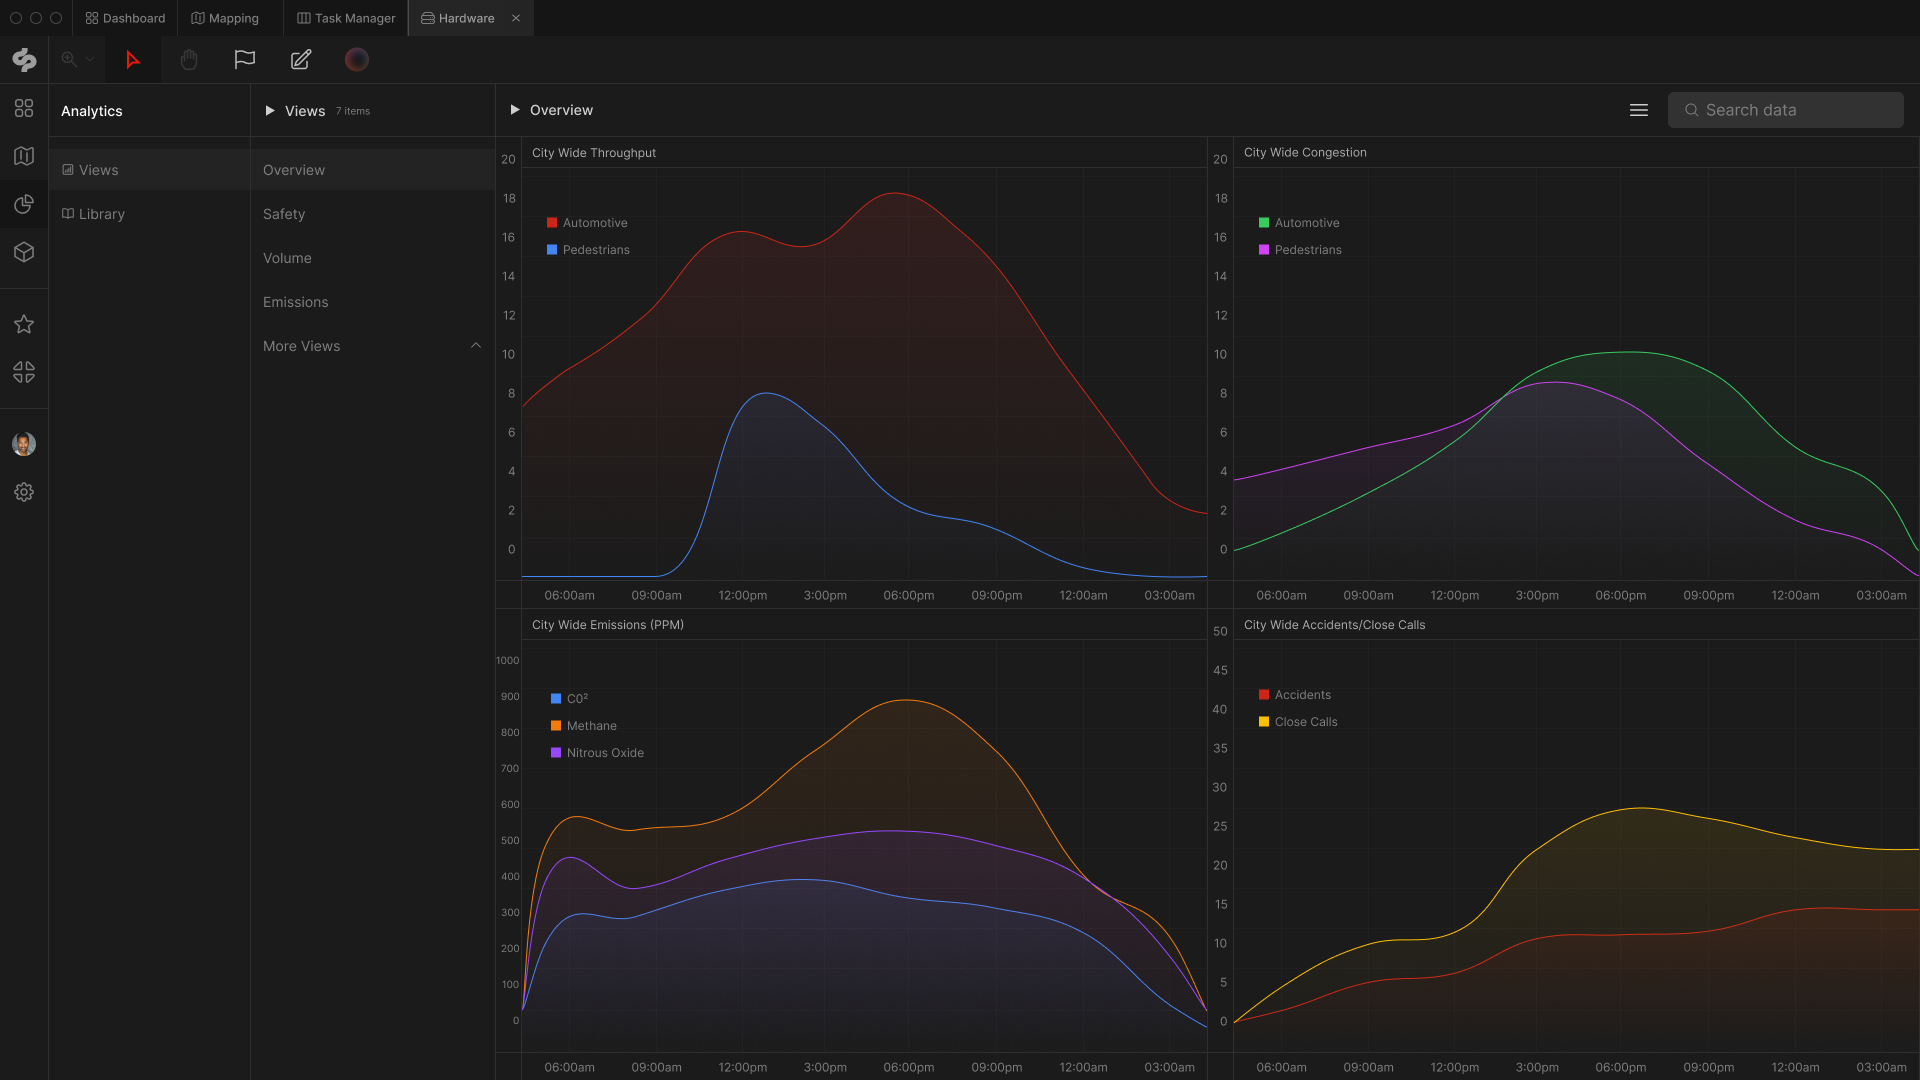 Dashboard
Mapping
Task Manager
Hardware
Analytics
Views
Library
Views 7 items
Overview
Safety
Volume
Emissions
More Views
Overview
Search data
City Wide Throughput
20
18
16
14
12
10
8
6
4
2
0
Automotive
Pedestrians
06:00am 09:00am 12:00pm 3:00pm 06:00pm 09:00pm 12:00am 03:00am
City Wide Congestion
20
18
16
14
12
10
8
6
4
2
0
Automotive
Pedestrians
06:00am 09:00am 12:00pm 3:00pm 06:00pm 09:00pm 12:00am 03:00am
City Wide Emissions (PPM)
1000
900
800
700
600
500
400
300
200
100
0
C0²
Methane
Nitrous Oxide
06:00am 09:00am 12:00pm 3:00pm 06:00pm 09:00pm 12:00am 03:00am
City Wide Accidents/Close Calls
50
45
40
35
30
25
20
15
10
5
0
Accidents
Close Calls
06:00am 09:00am 12:00pm 3:00pm 06:00pm 09:00pm 12:00am 03:00am